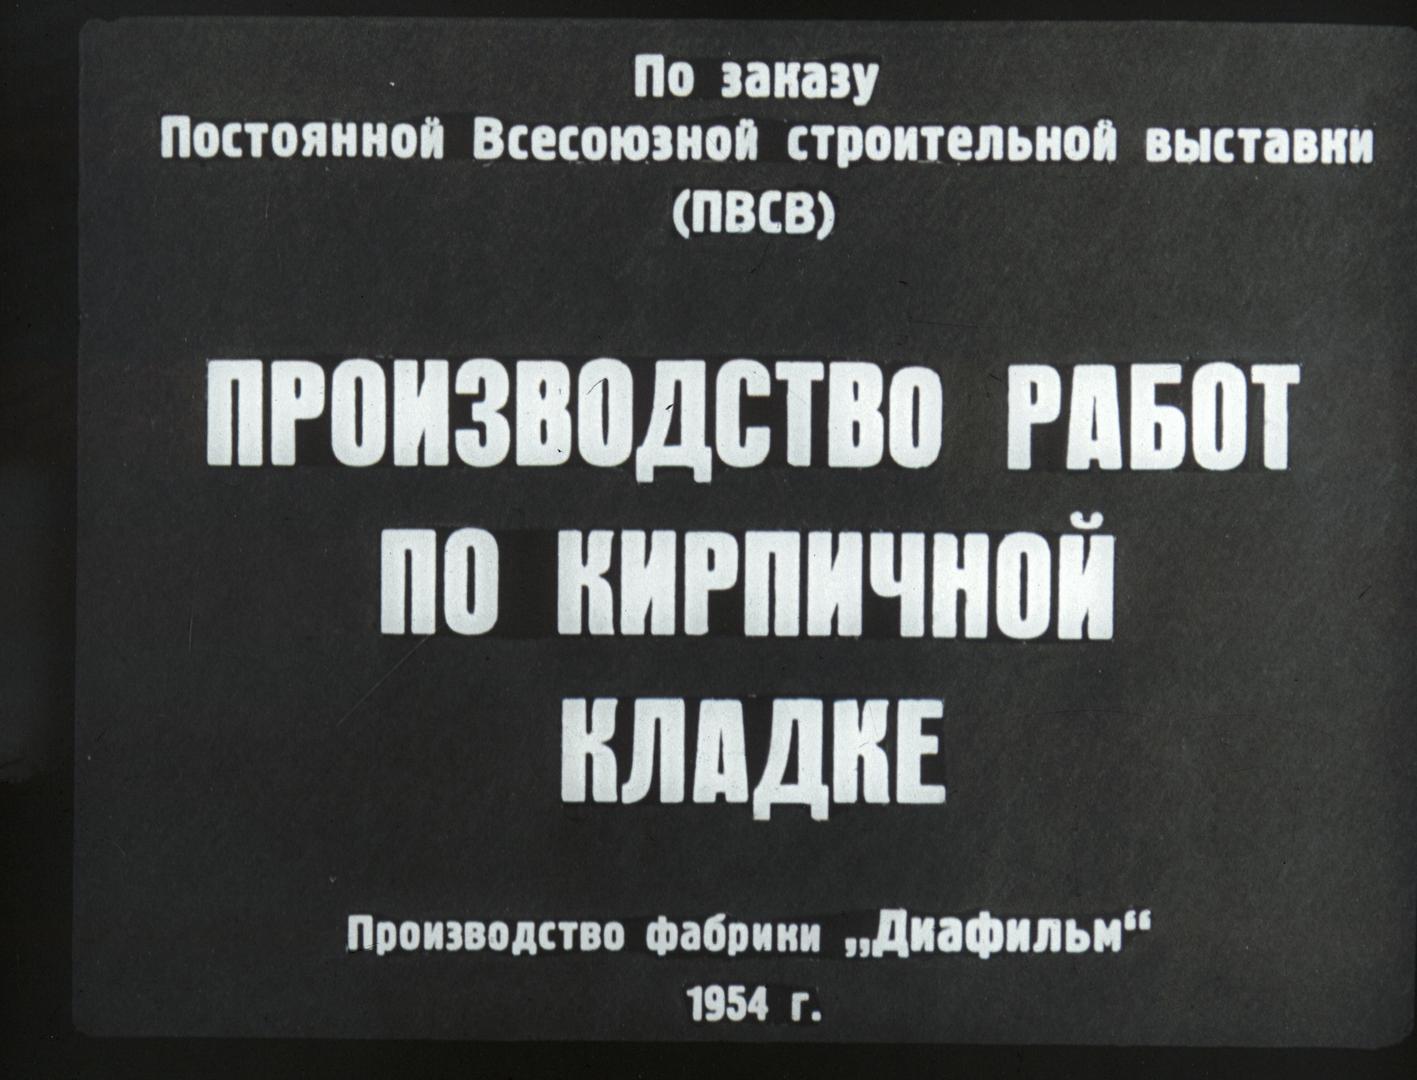 По заказу
Постоянной Всесоюзной строительной выставки
(ПВСВ)
ПРОИЗВОДСТВО РАБОТ
ПО КИРПИЧНОЙ
КЛАДКЕ
Производство фабрики „Диафильм“
1954 г.